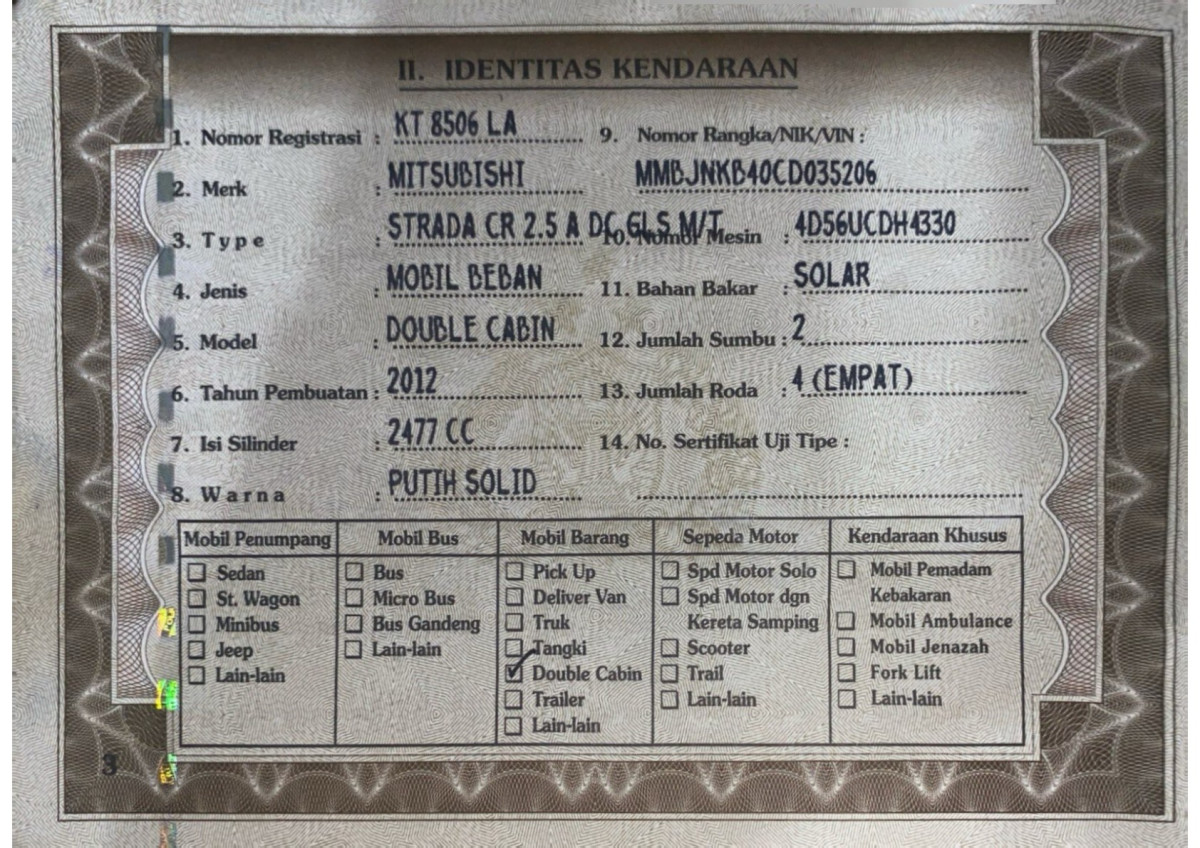 II. IDENTITAS KENDARAAN
1. Nomor Registrasi : KT 8506 LA
2. Merk : MITSUBISHI
3. Type : STRADA CR 2.5 A DC GLS M/T
4. Jenis : MOBIL BEBAN
5. Model : DOUBLE CABIN
6. Tahun Pembuatan : 2012
7. Isi Silinder : 2477 CC
8. Warna : PUTIH SOLID
9. Nomor Rangka/NIK/VIN :
MMBJNKB40CD035206
10. Nomor Mesin : 4D56UCDH4330
11. Bahan Bakar : SOLAR
12. Jumlah Sumbu : 2
13. Jumlah Roda : 4 (EMPAT)
14. No. Sertifikat Uji Tipe :
Mobil Penumpang
Sedan
St. Wagon
Minibus
Jeep
Lain-lain
Mobil Bus
Bus
Micro Bus
Bus Gandeng
Lain-lain
Mobil Barang
Pick Up
Deliver Van
Truk
Tangki
Double Cabin
Trailer
Lain-lain
Sepeda Motor
Spd Motor Solo
Spd Motor dgn
Kereta Samping
Scooter
Trail
Lain-lain
Kendaraan Khusus
Mobil Pemadam
Kebakaran
Mobil Ambulance
Mobil Jenazah
Fork Lift
Lain-lain
3